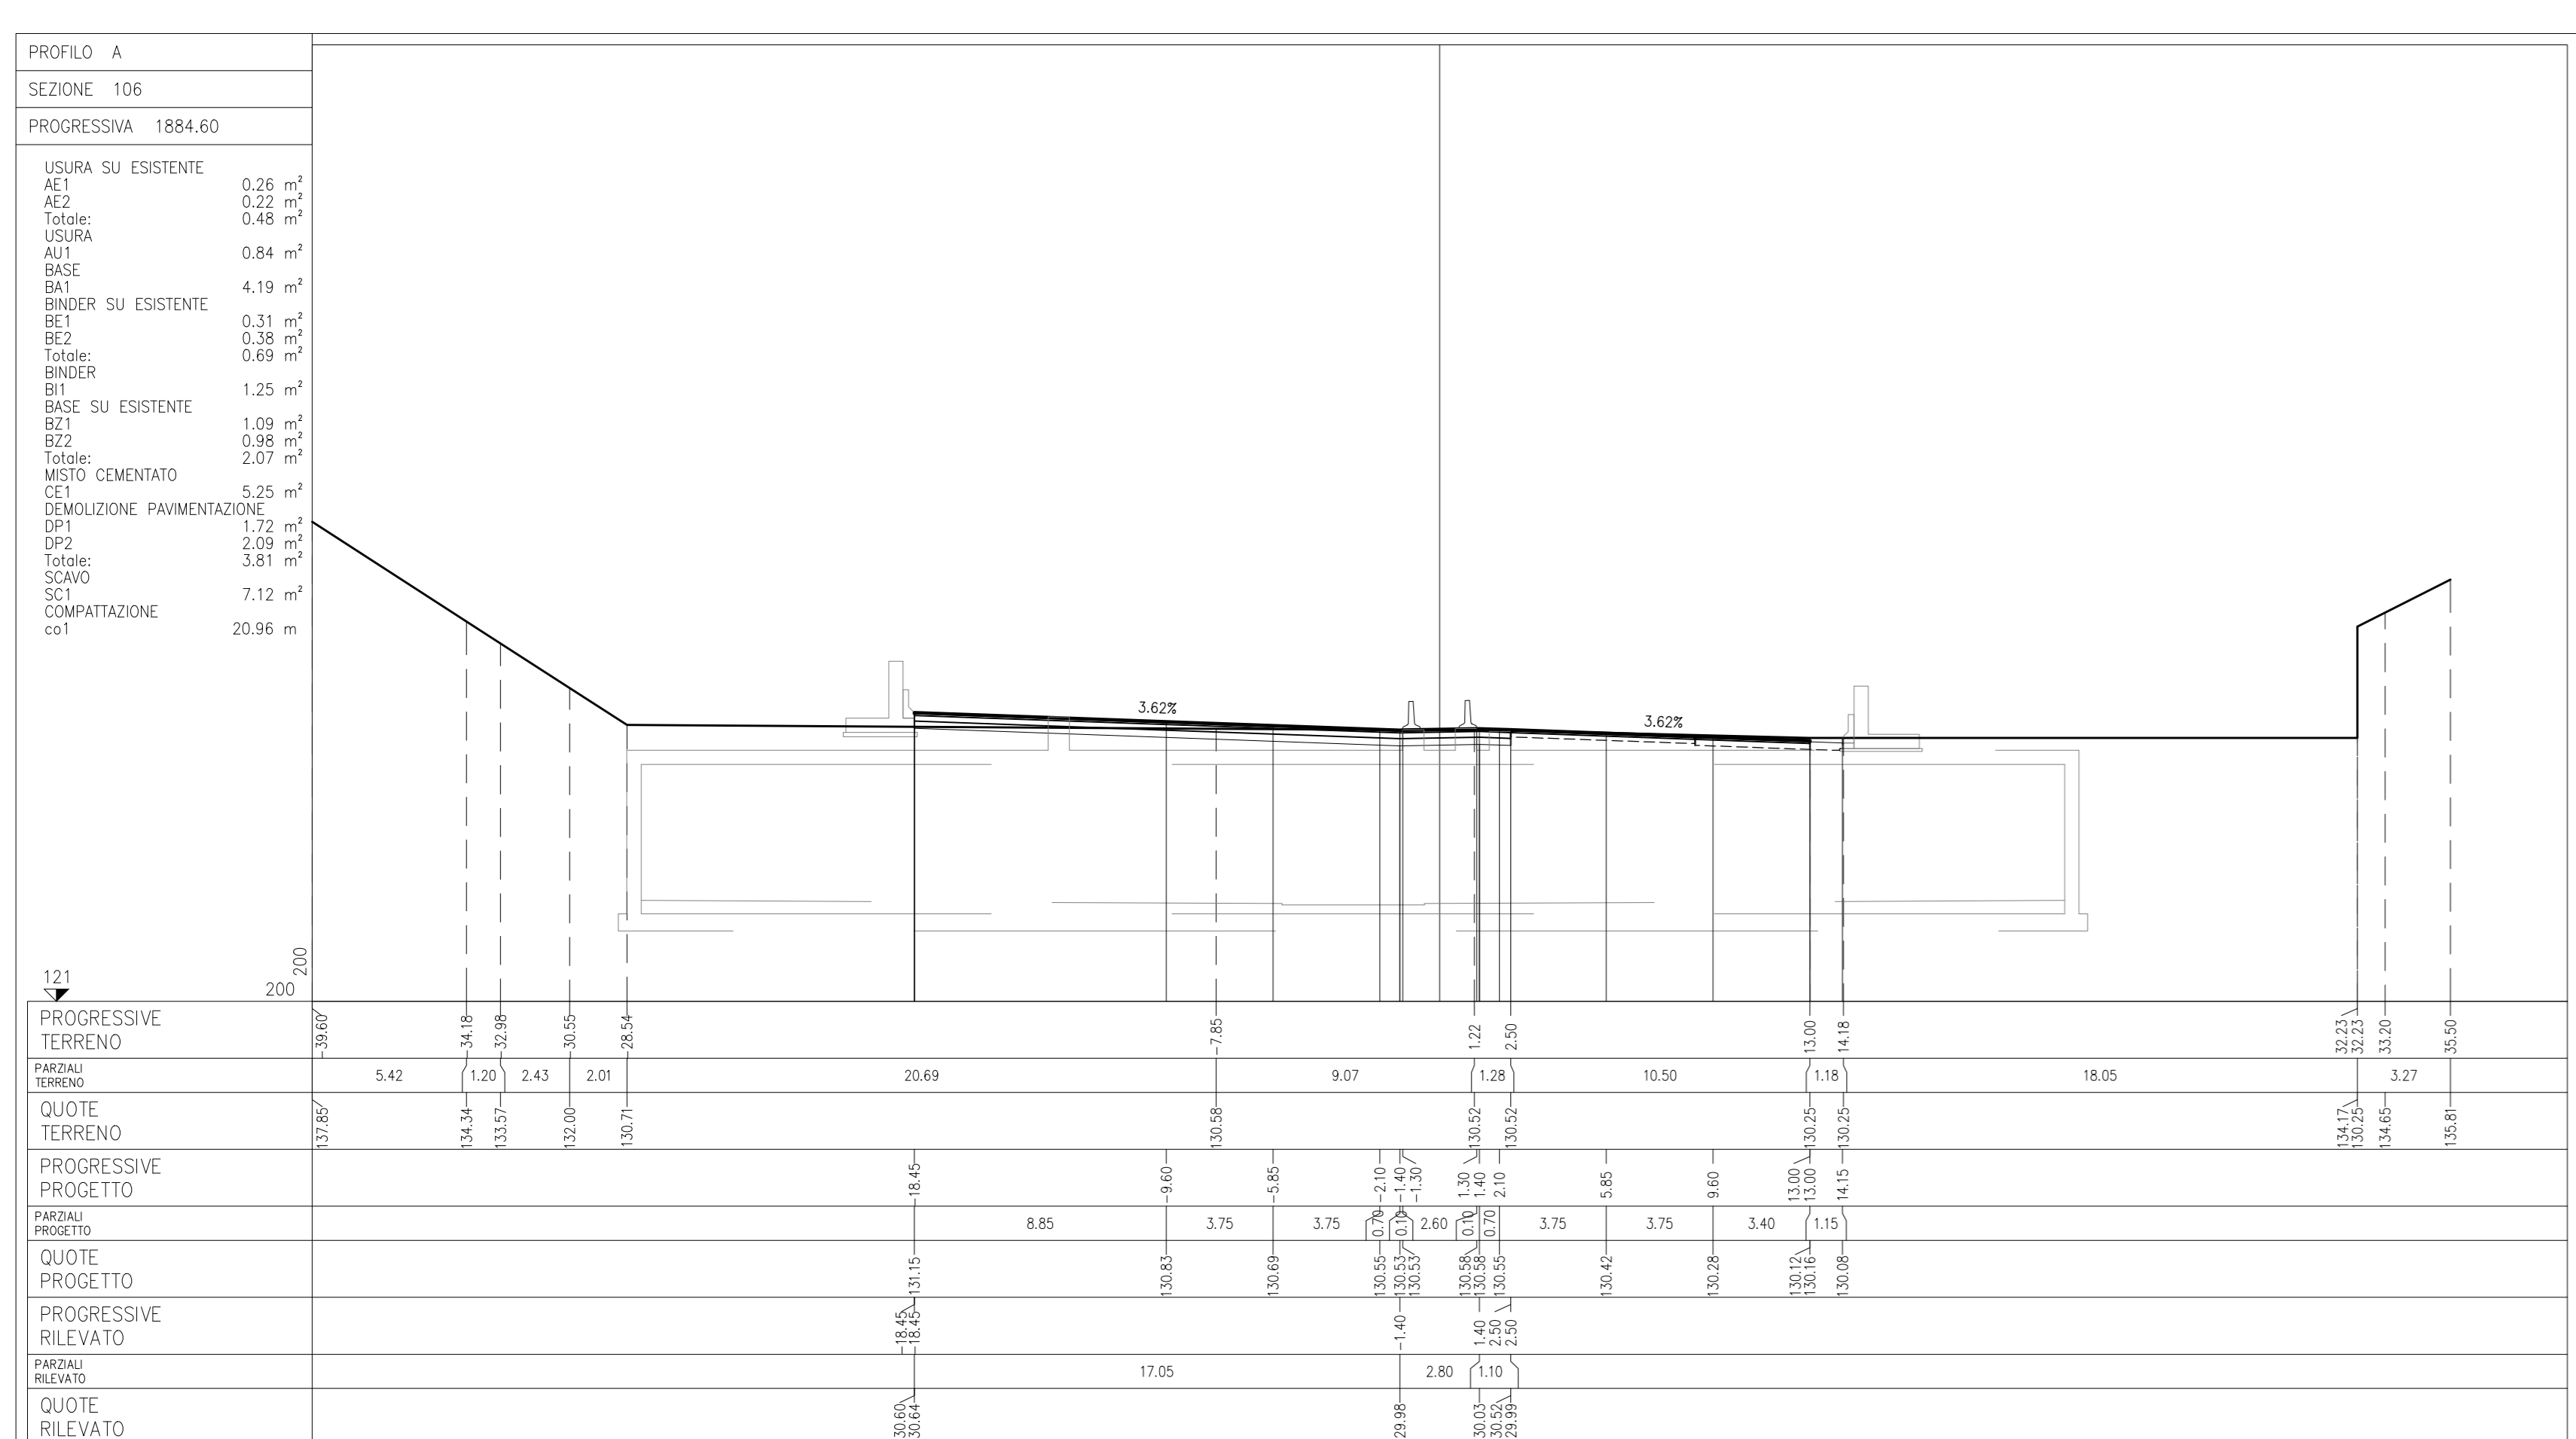 PROFILO A
SEZIONE 106
PROGRESSIVA 1884.60
USURA SU ESISTENTE
AE1 0.26 m²
AE2 0.22 m²
Totale: 0.48 m²
USURA
AU1 0.84 m²
BASE
BA1 4.19 m²
BINDER SU ESISTENTE
BE1 0.31 m²
BE2 0.38 m²
Totale: 0.69 m²
BINDER
BI1 1.25 m²
BASE SU ESISTENTE
BZ1 1.09 m²
BZ2 0.98 m²
Totale: 2.07 m²
MISTO CEMENTATO
CE1 5.25 m²
DEMOLIZIONE PAVIMENTAZIONE
DP1 1.72 m²
DP2 2.09 m²
Totale: 3.81 m²
SCAVO
SC1 7.12 m²
COMPATTAZIONE
co1 20.96 m
3.62% 3.62%
121 200 200
PROGRESSIVE
TERRENO
-39.60 -34.18 -32.98 -30.55 -28.54 -7.85 1.22 2.50 13.00 14.18 32.23 32.23 33.20 35.50
PARZIALI
TERRENO
5.42 1.20 2.43 2.01 20.69 9.07 1.28 10.50 1.18 18.05 3.27
QUOTE
TERRENO
137.85 134.34 133.57 132.00 130.71 130.58 130.52 130.52 130.25 130.25 134.17 130.25 134.65 135.81
PROGRESSIVE
PROGETTO
-18.45 -9.60 -5.85 -2.10 -1.40 -1.30 1.30 1.40 2.10 5.85 9.60 13.00 13.00 14.15
PARZIALI
PROGETTO
8.85 3.75 3.75 0.70 0.10 2.60 0.10 0.70 3.75 3.75 3.40 1.15
QUOTE
PROGETTO
131.15 130.83 130.69 130.55 130.53 130.53 130.58 130.58 130.55 130.42 130.28 130.12 130.16 130.08
PROGRESSIVE
RILEVATO
-18.45 -18.45 -1.40 1.40 2.50 2.50
PARZIALI
RILEVATO
17.05 2.80 1.10
QUOTE
RILEVATO
30.60 30.64 29.98 30.03 30.52 29.99